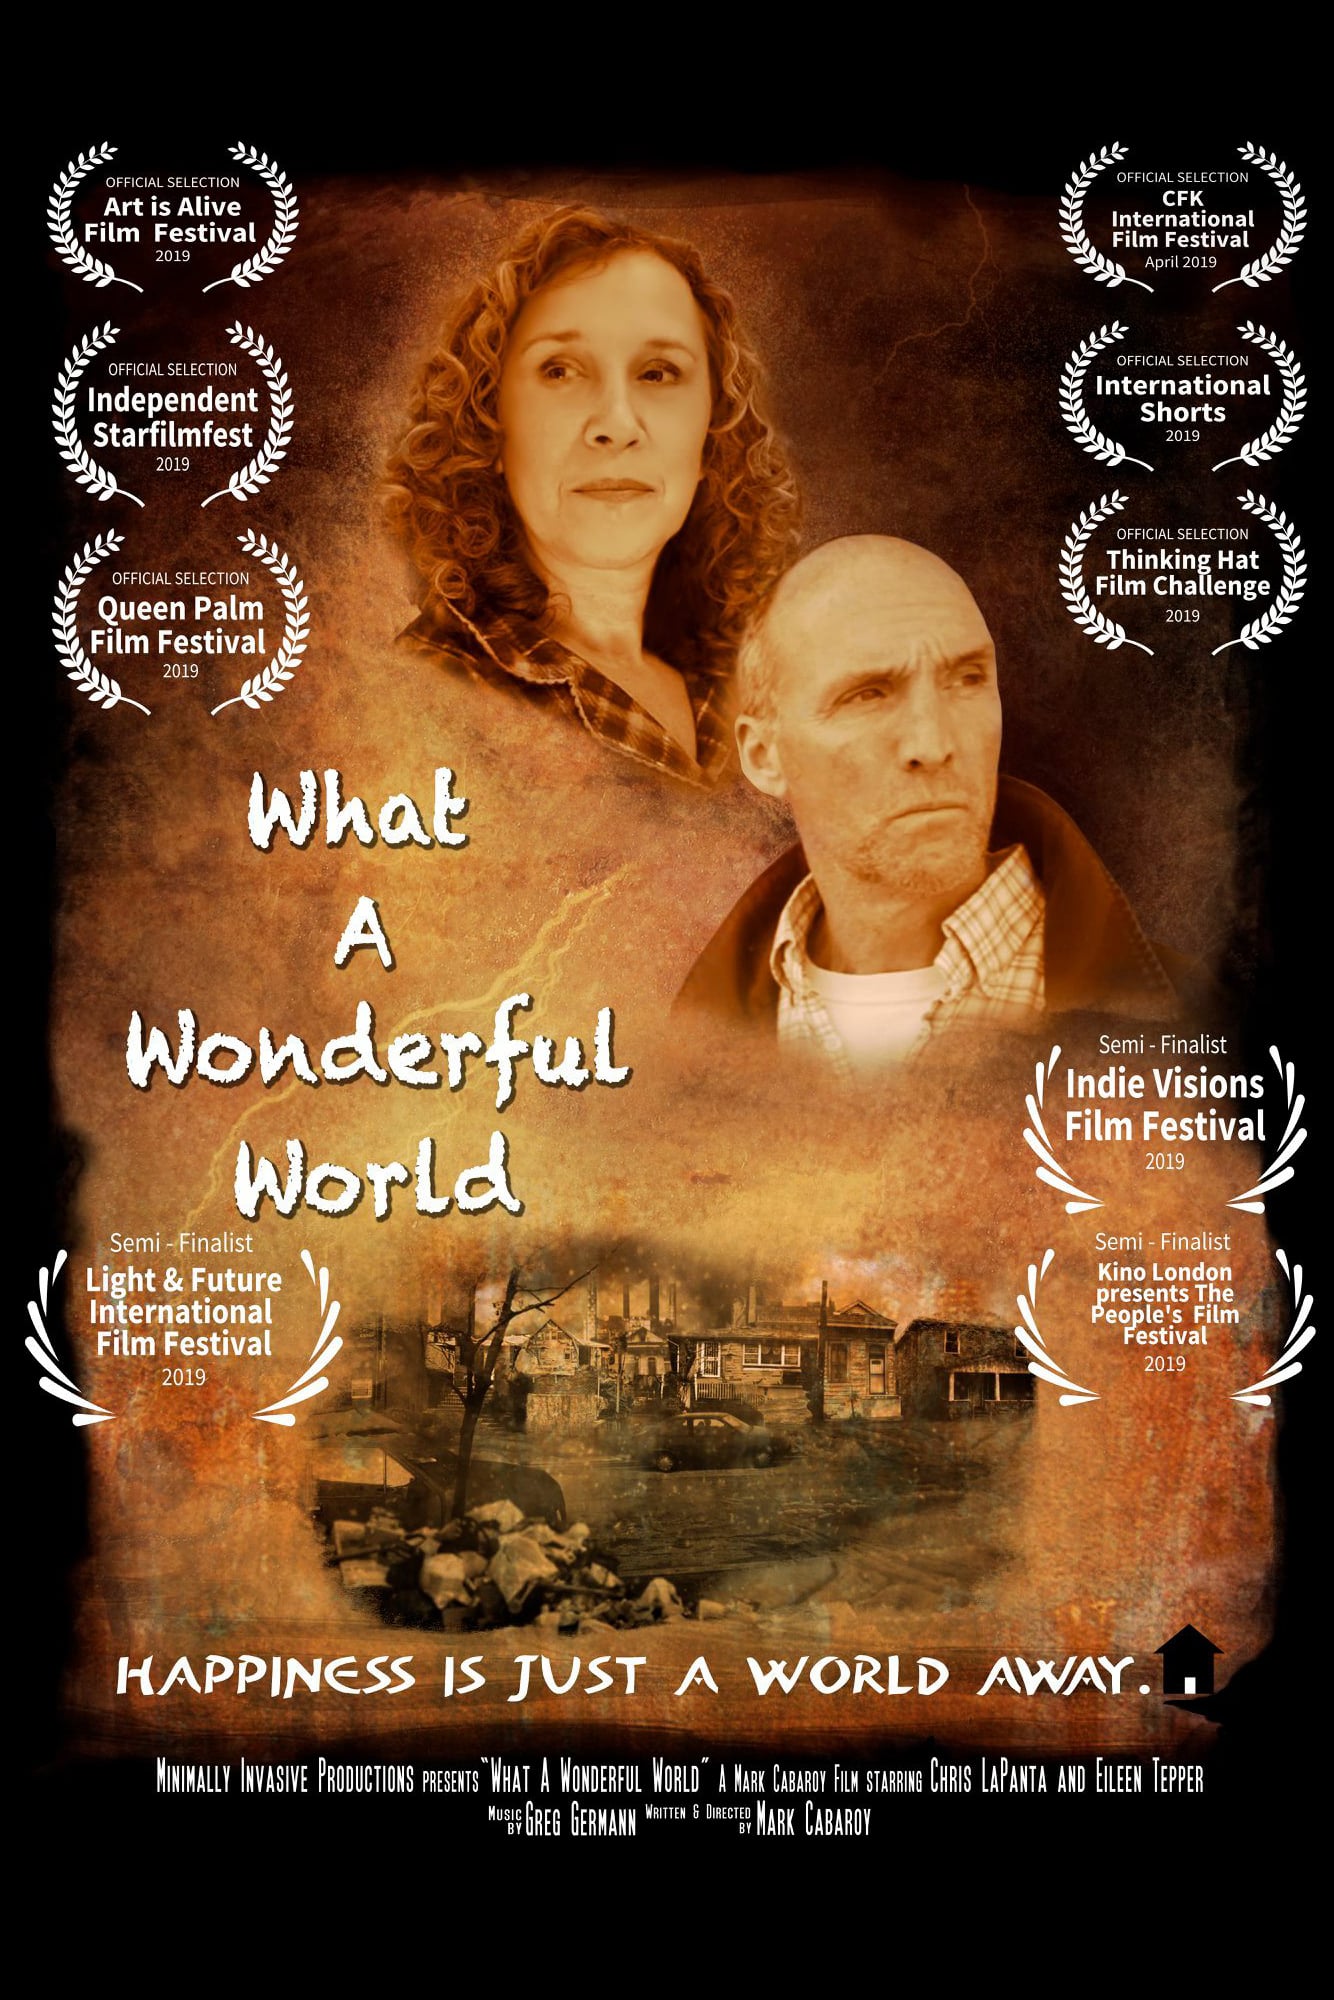 OFFICIAL SELECTION
Art is Alive
Film Festival
2019
OFFICIAL SELECTION
CFK
International
Film Festival
April 2019
OFFICIAL SELECTION
Independent
Starfilmfest
2019
OFFICIAL SELECTION
International
Shorts
2019
OFFICIAL SELECTION
Queen Palm
Film Festival
2019
OFFICIAL SELECTION
Thinking Hat
Film Challenge
2019
What
A
Wonderful
World
Semi - Finalist
Indie Visions
Film Festival
2019
Semi - Finalist
Light & Future
International
Film Festival
2019
Semi - Finalist
Kino London
presents The
People's Film
Festival
2019
HAPPINESS IS JUST A WORLD AWAY.
MINIMALLY INVASIVE PRODUCTIONS PRESENTS "WHAT A WONDERFUL WORLD" A MARK CABAROY FILM STARRING CHRIS LAPANTA AND EILEEN TEPPER
MUSIC BY GREG GERMANN WRITTEN & DIRECTED BY MARK CABAROY